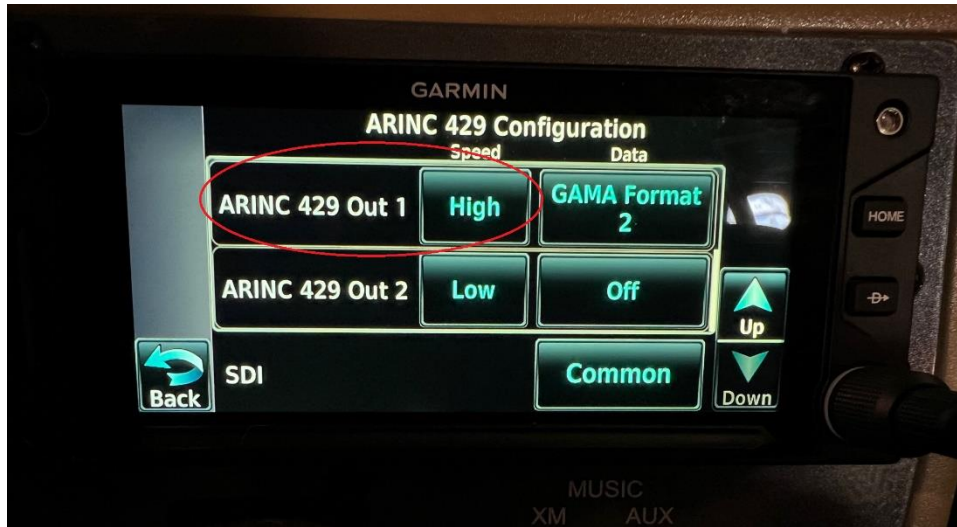 GARMIN
ARINC 429 Configuration
Speed Data
ARINC 429 Out 1 High GAMA Format 2
HOME
ARINC 429 Out 2 Low Off
D
Up
Back SDI Common Down
MUSIC
XM AUX